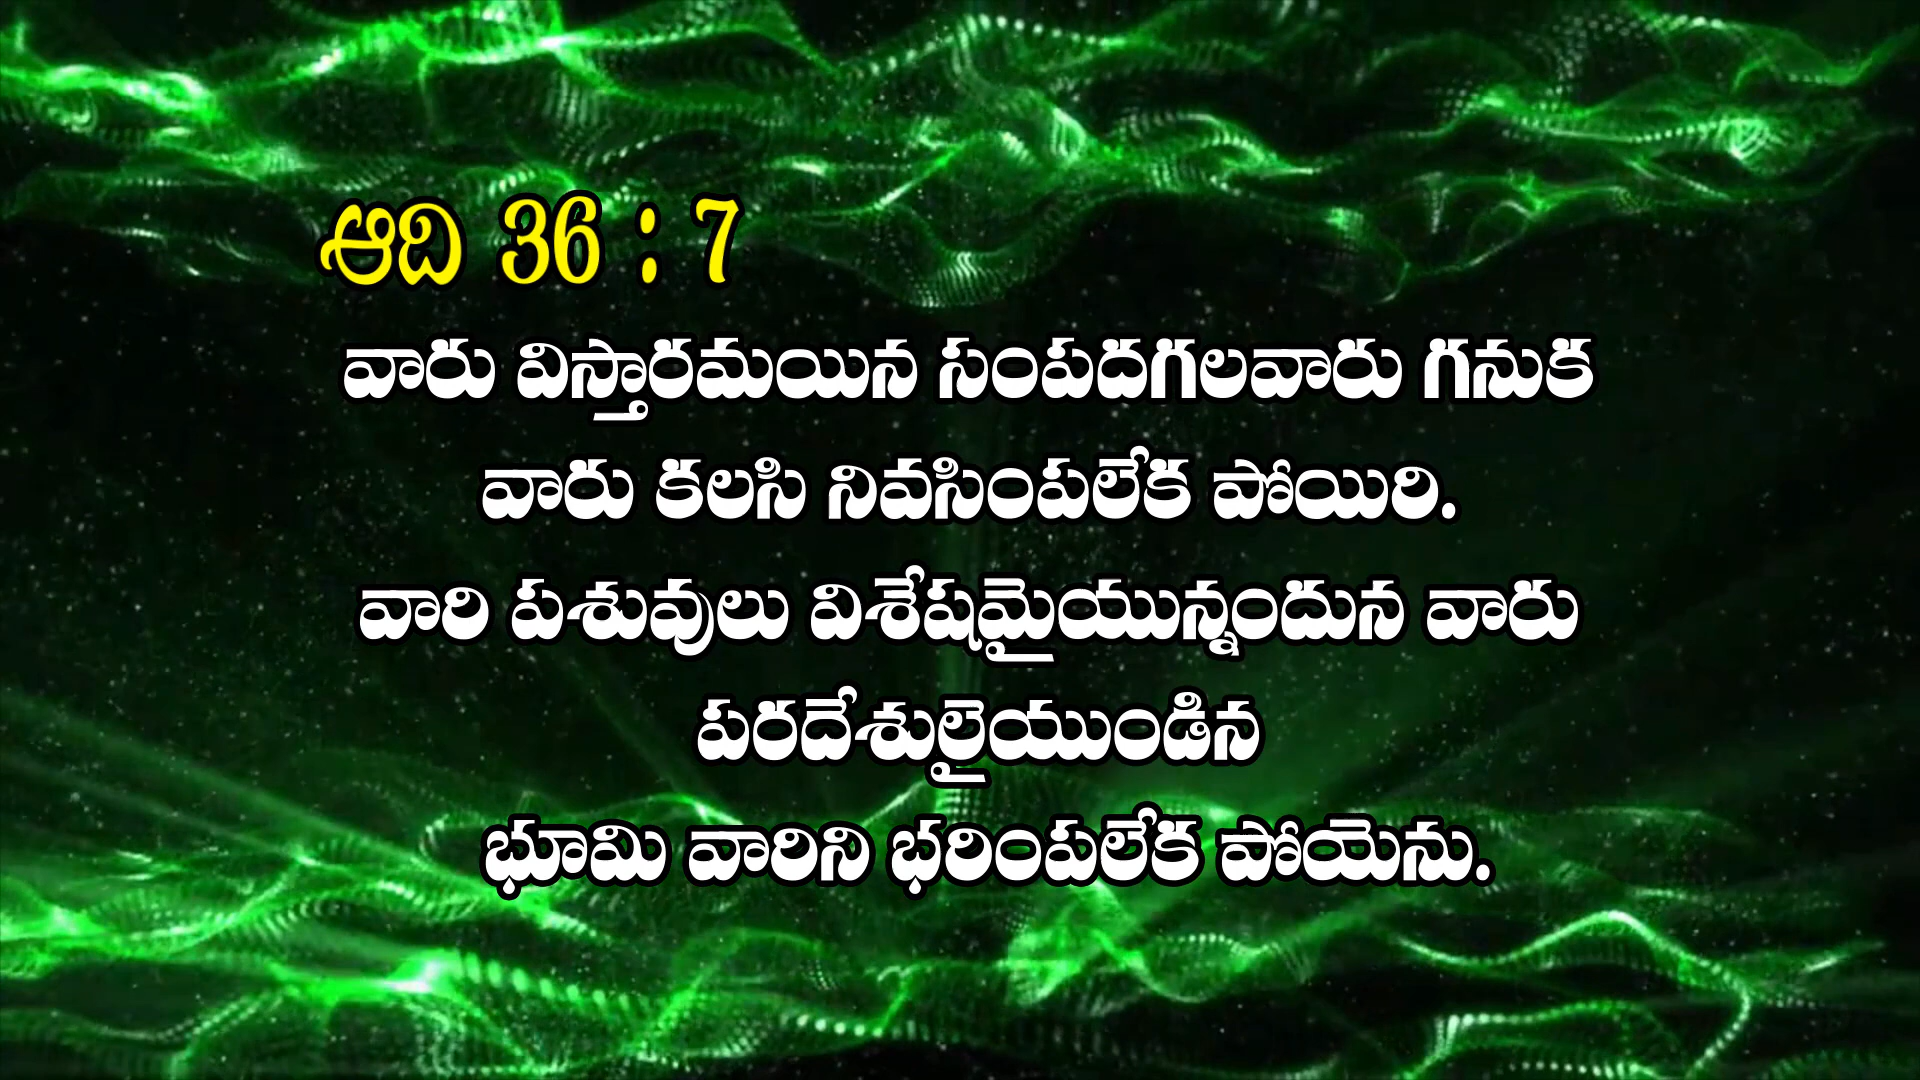 ఆది 36 : 7
వారు విస్తారమయిన సంపదగలవారు గనుక
వారు కలసి నివసింపలేక పోయిరి.
వారి పశువులు విశేషమైయున్నందున వారు
పరదేశులైయుండిన
భూమి వారిని భరింపలేక పోయెను.